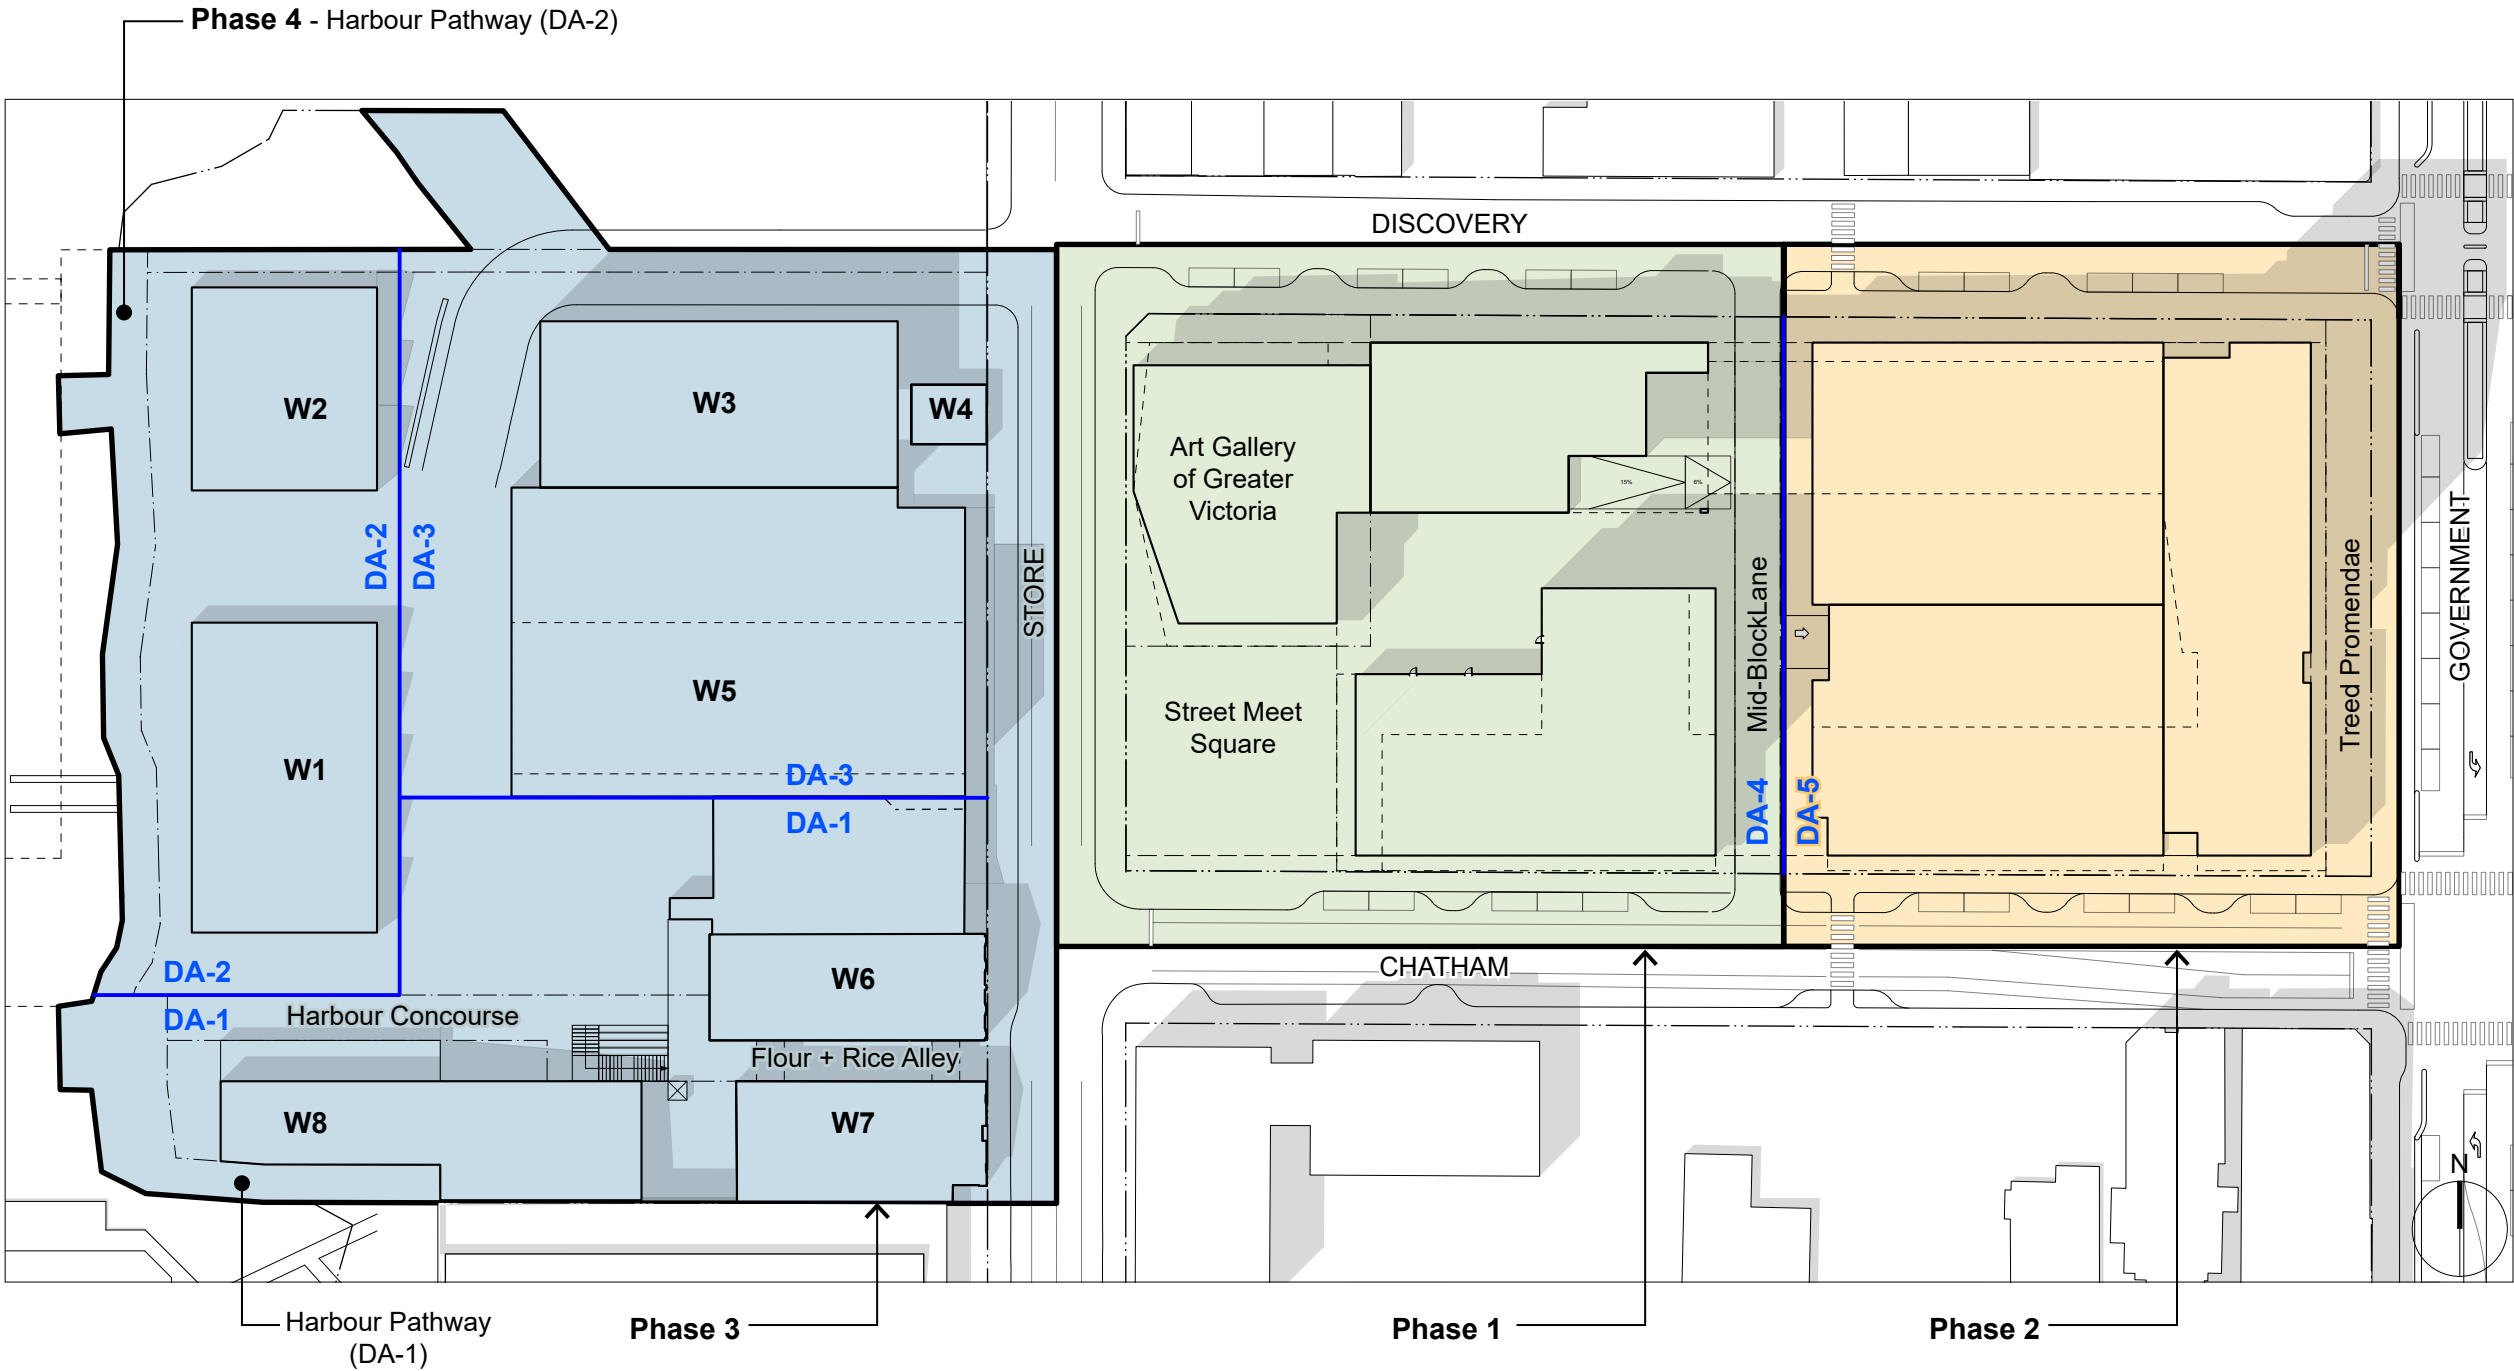 Phase 4 - Harbour Pathway (DA-2)
DISCOVERY
W2
W3
W4
Art Gallery
of Greater
Victoria
15%
6%
DA-2
DA-3
STORE
Mid-BlockLane
Treed Promendae
GOVERNMENT
W5
W1
Street Meet
Square
DA-3
DA-1
DA-4
DA-5
DA-2
DA-1
Harbour Concourse
W6
CHATHAM
Flour + Rice Alley
W8
W7
N
Harbour Pathway
(DA-1)
Phase 3
Phase 1
Phase 2